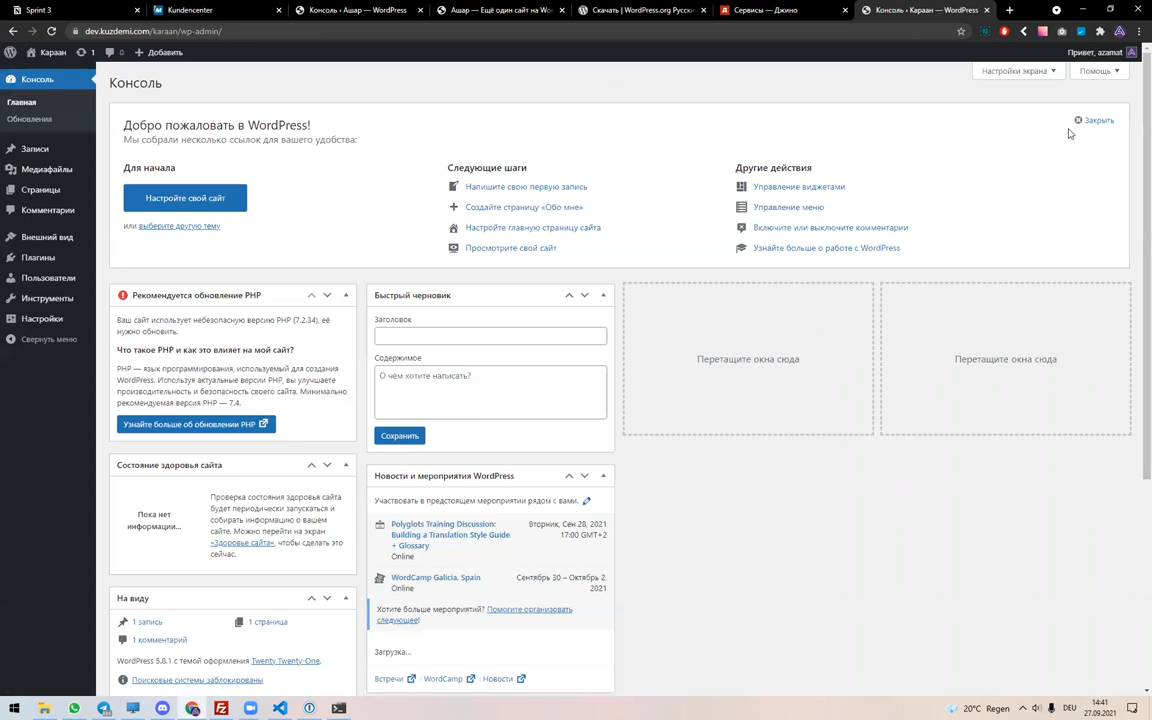 Sprint 3
Kundencenter
Консоль ‹ Ашар — WordPress
Ашар — Ещё один сайт на Wo
Скачать | WordPress.org Русски
Сервисы — Джино
Консоль ‹ Караан — WordPress
dev.kuzdemi.com/karaan/wp-admin/
Караан
1
Добавить
Привет, azamat
Консоль
Главная
Обновления
Записи
Медиафайлы
Страницы
Комментарии
Внешний вид
Плагины
Пользователи
Инструменты
Настройки
Свернуть меню
Консоль
Настройки экрана
Помощь
Добро пожаловать в WordPress!
Мы собрали несколько ссылок для вашего удобства:
Закрыть
Для начала
Настройте свой сайт
или выберите другую тему
Следующие шаги
Напишите свою первую запись
Создайте страницу «Обо мне»
Настройте главную страницу сайта
Просмотрите свой сайт
Другие действия
Управление виджетами
Управление меню
Включите или выключите комментарии
Узнайте больше о работе с WordPress
Рекомендуется обновление PHP
Ваш сайт использует небезопасную версию PHP (7.2.34), её
нужно обновить.
Что такое PHP и как это влияет на мой сайт?
PHP — язык программирования, используемый для создания
WordPress. Используя актуальные версии PHP, вы улучшаете
производительность и безопасность своего сайта. Минимально
рекомендуемая версия PHP — 7.4.
Узнайте больше об обновлении PHP
Состояние здоровья сайта
Пока нет
информации...
Проверка состояния здоровья сайта
будет периодически запускаться и
собирать информацию о вашем
сайте. Можно перейти на экран
«Здоровье сайта», чтобы сделать это
сейчас.
На виду
1 запись
1 страница
1 комментарий
WordPress 5.8.1 с темой оформления Twenty Twenty-One.
Поисковые системы заблокированы
Быстрый черновик
Заголовок
Содержимое
О чём хотите написать?
Сохранить
Новости и мероприятия WordPress
Участвовать в предстоящем мероприятии рядом с вами.
Polyglots Training Discussion:
Building a Translation Style Guide
+ Glossary
Online
Вторник, Сен 28, 2021
17:00 GMT+2
WordCamp Galicia, Spain
Online
Сентябрь 30 – Октябрь 2,
2021
Хотите больше мероприятий? Помогите организовать
следующее!
Загрузка...
Встречи
WordCamp
Новости
Перетащите окна сюда
Перетащите окна сюда
20°C Regen
DEU
14:41
27.09.2021